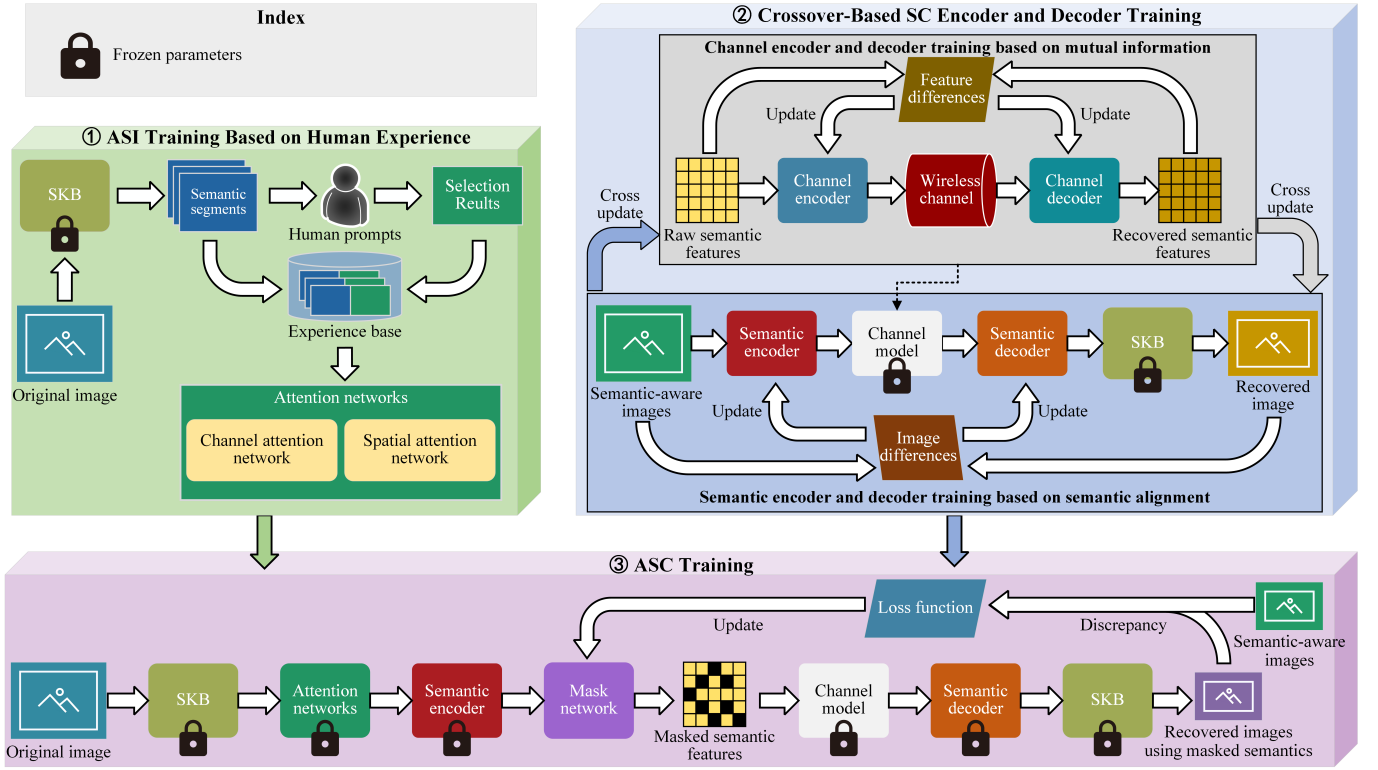 Index
Frozen parameters
① ASI Training Based on Human Experience
SKB
Semantic
segments
Human prompts
Selection
Reults
Experience base
Original image
Attention networks
Channel attention
network
Spatial attention
network
② Crossover-Based SC Encoder and Decoder Training
Channel encoder and decoder training based on mutual information
Feature
differences
Update
Update
Cross
update
Raw semantic
features
Channel
encoder
Wireless
channel
Channel
decoder
Recovered semantic
features
Cross
update
Semantic-aware
images
Semantic
encoder
Channel
model
Semantic
decoder
SKB
Recovered
image
Update
Update
Image
differences
Semantic encoder and decoder training based on semantic alignment
③ ASC Training
Loss function
Update
Discrepancy
Semantic-aware
images
Original image
SKB
Attention
networks
Semantic
encoder
Mask
network
Masked semantic
features
Channel
model
Semantic
decoder
SKB
Recovered images
using masked semantics